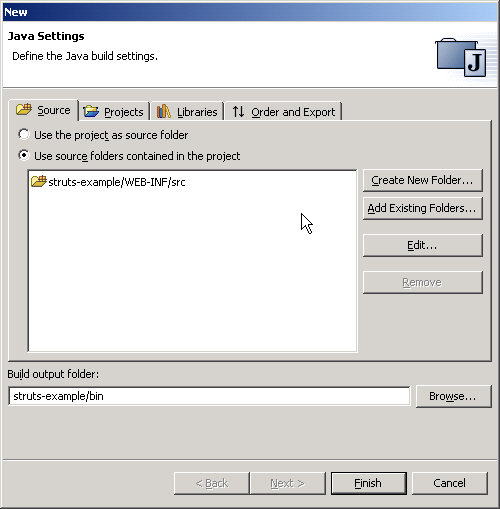 New
Java Settings
Define the Java build settings.
J
Source Projects Libraries Order and Export
Use the project as source folder
Use source folders contained in the project
struts-example/WEB-INF/src
Create New Folder...
Add Existing Folders...
Edit...
Remove
Build output folder:
struts-example/bin
Browse...
< Back Next > Finish Cancel